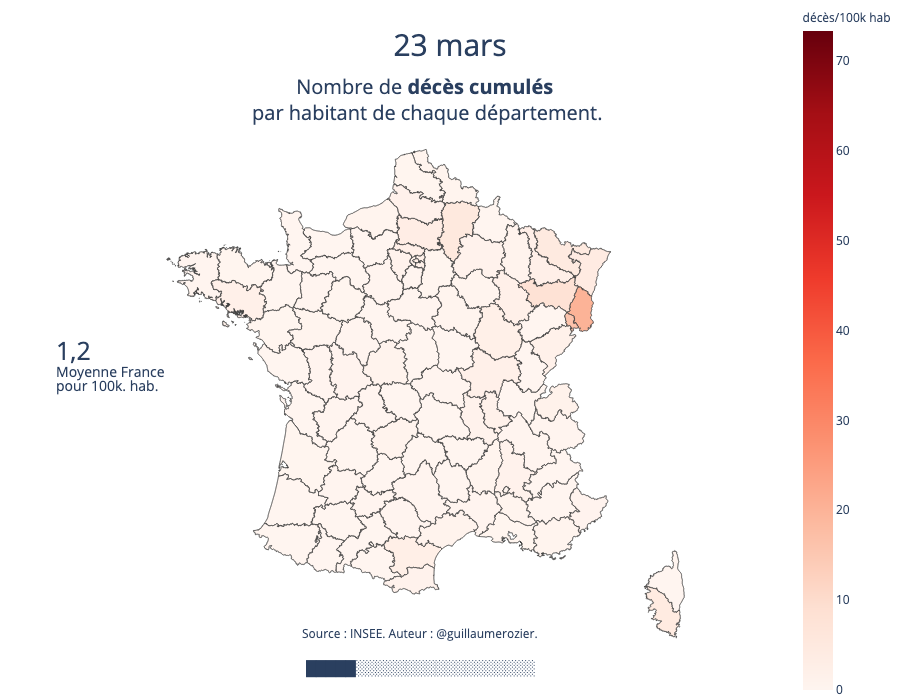 décès/100k hab
23 mars
Nombre de décès cumulés
par habitant de chaque département.
70
60
50
40
30
20
10
0
1,2
Moyenne France
pour 100k. hab.
Source : INSEE. Auteur : @guillaumerozier.